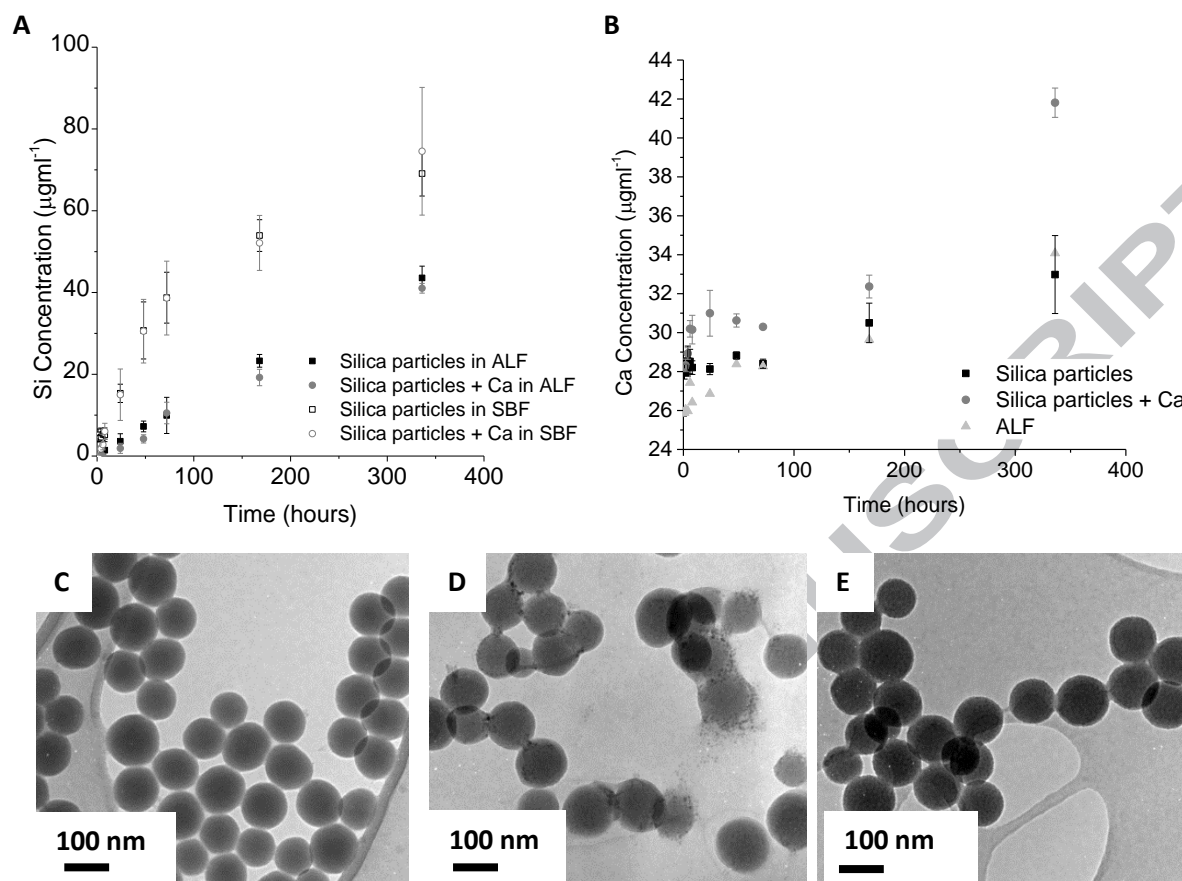 A
100
80
60
40
20
0
0 100 200 300 400
Si Concentration (μgml-1)
Time (hours)
Silica particles in ALF
Silica particles + Ca in ALF
Silica particles in SBF
Silica particles + Ca in SBF
B
44
42
40
38
36
34
32
30
28
26
24
0 100 200 300 400
Ca Concentration (μgml-1)
Time (hours)
Silica particles
Silica particles + Ca
ALF
C
100 nm
D
100 nm
E
100 nm